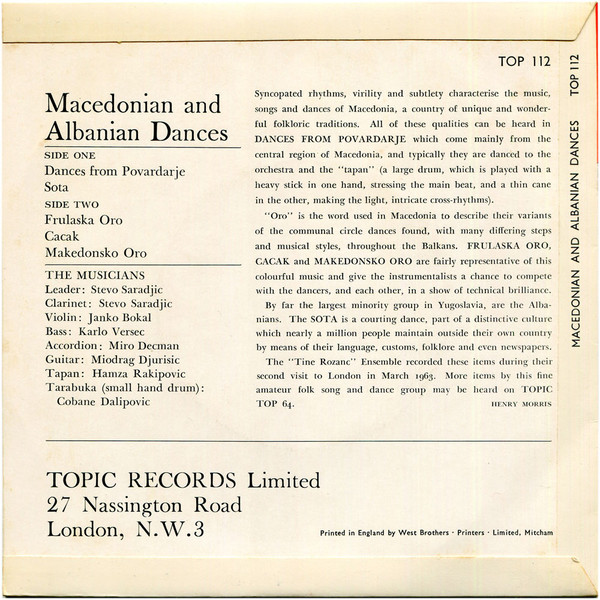 TOP 112
Macedonian and
Albanian Dances
SIDE ONE
Dances from Povardarje
Sota
SIDE TWO
Frulaska Oro
Cacak
Makedonsko Oro
THE MUSICIANS
Leader: Stevo Saradjic
Clarinet: Stevo Saradjic
Violin: Janko Bokal
Bass: Karlo Versec
Accordion: Miro Decman
Guitar: Miodrag Djurisic
Tapan: Hamza Rakipovic
Tarabuka (small hand drum):
Cobane Dalipovic
Syncopated rhythms, virility and subtlety characterise the music,
songs and dances of Macedonia, a country of unique and wonder-
ful folkloric traditions. All of these qualities can be heard in
DANCES FROM POVARDARJE which come mainly from the
central region of Macedonia, and typically they are danced to the
orchestra and the "tapan" (a large drum, which is played with a
heavy stick in one hand, stressing the main beat, and a thin cane
in the other, making the light, intricate cross-rhythms).
"Oro" is the word used in Macedonia to describe their variants
of the communal circle dances found, with many differing steps
and musical styles, throughout the Balkans. FRULASKA ORO,
CACAK and MAKEDONSKO ORO are fairly representative of this
colourful music and give the instrumentalists a chance to compete
with the dancers, and each other, in a show of technical brilliance.
By far the largest minority group in Yugoslavia, are the Alba-
nians. The SOTA is a courting dance, part of a distinctive culture
which nearly a million people maintain outside their own country
by means of their language, customs, folklore and even newspapers.
The "Tine Rozanc" Ensemble recorded these items during their
second visit to London in March 1963. More items by this fine
amateur folk song and dance group may be heard on TOPIC
TOP 64. HENRY MORRIS
TOPIC RECORDS Limited
27 Nassington Road
London, N.W.3
Printed in England by West Brothers · Printers · Limited, Mitcham
MACEDONIAN AND ALBANIAN DANCES TOP 112